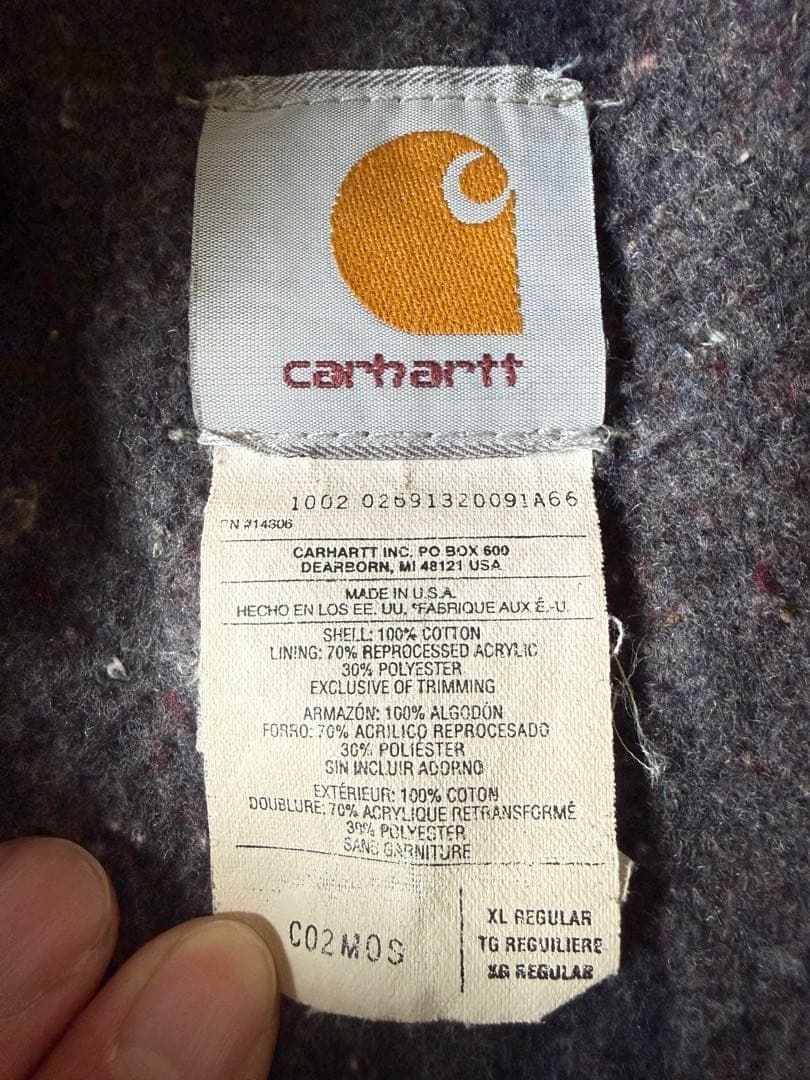 carhartt
1002 02691320091A66
RN #14806
CARHARTT INC. PO BOX 600
DEARBORN, MI 48121 USA
MADE IN U.S.A.
HECHO EN LOS EE. UU. FABRIQUE AUX É.-U.
SHELL: 100% COTTON
LINING: 70% REPROCESSED ACRYLIC
30% POLYESTER
EXCLUSIVE OF TRIMMING
ARMAZÓN: 100% ALGODÓN
FORRO: 70% ACRILICO REPROCESADO
30% POLIÉSTER
SIN INCLUIR ADORNO
EXTÉRIEUR: 100% COTON
DOUBLURE: 70% ACRYLIQUE RETRANSFORMÉ
30% POLYESTER
SANS GARNITURE
C02MOS
XL REGULAR
TG REGUILIERE
XG REGULAR